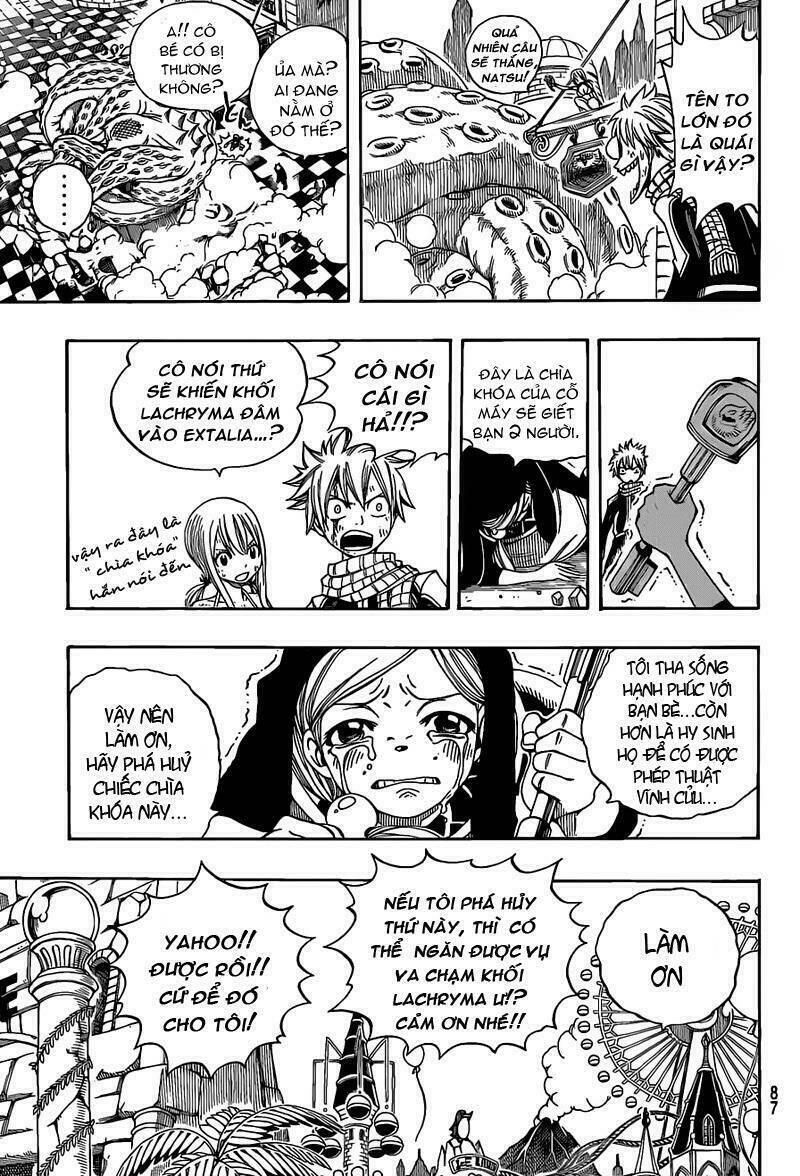 TÊN TO
LỚN ĐÓ
LÀ QUÁI
GÌ VẬY?
QUẢ
NHIÊN CẬU
SẼ THẮNG,
NATSU!
ỦA MÀ?
AI ĐANG
NẰM Ở
ĐÓ THẾ?
A!! CÔ
BÉ CÓ BỊ
THƯƠNG
KHÔNG?
......
ĐÂY LÀ CHÌA
KHÓA CỦA CỖ
MÁY SẼ GIẾT
BẠN 2 NGƯỜI.
CÔ NÓI
CÁI GÌ
HẢ!!?
CÔ NÓI THỨ
SẼ KHIẾN KHỐI
LACHRYMA ĐÂM
VÀO EXTALIA...?
vậy ra đây là
"chìa khóa"
hắn nói đến
TÔI THA SỐNG
HẠNH PHÚC VỚI
BẠN BÈ...CÒN
HƠN LÀ HY SINH
HỌ ĐỂ CÓ ĐƯỢC
PHÉP THUẬT
VĨNH CỬU...
VẬY NÊN
LÀM ƠN,
HÃY PHÁ HUỶ
CHIẾC CHÌA
KHÓA NÀY...
LÀM
ƠN
NẾU TÔI PHÁ HỦY
THỨ NÀY, THÌ CÓ
THỂ NGĂN ĐƯỢC VỤ
VA CHẠM KHỐI
LACHRYMA Ư!?
CẢM ƠN NHÉ!!
YAHOO!!
ĐƯỢC RỒI!!
CỨ ĐỂ ĐÓ
CHO TÔI!
87